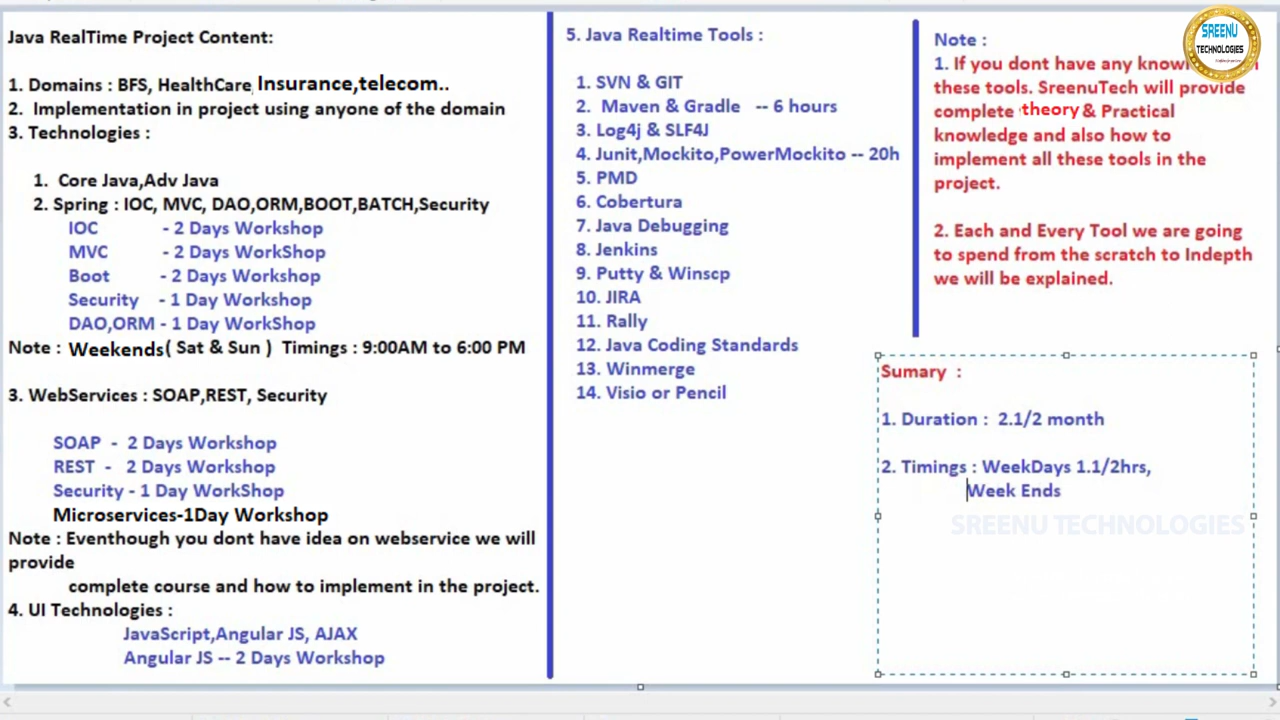 Java RealTime Project Content:
1. Domains : BFS, HealthCare, Insurance,telecom..
2. Implementation in project using anyone of the domain
3. Technologies :
1. Core Java,Adv Java
2. Spring : IOC, MVC, DAO,ORM,BOOT,BATCH,Security
IOC - 2 Days Workshop
MVC - 2 Days WorkShop
Boot - 2 Days Workshop
Security - 1 Day Workshop
DAO,ORM - 1 Day WorkShop
Note : Weekends( Sat & Sun ) Timings : 9:00AM to 6:00 PM
3. WebServices : SOAP,REST, Security
SOAP - 2 Days Workshop
REST - 2 Days Workshop
Security - 1 Day WorkShop
Microservices-1Day Workshop
Note : Eventhough you dont have idea on webservice we will
provide
complete course and how to implement in the project.
4. UI Technologies :
JavaScript,Angular JS, AJAX
Angular JS -- 2 Days Workshop
5. Java Realtime Tools :
1. SVN & GIT
2. Maven & Gradle -- 6 hours
3. Log4j & SLF4J
4. Junit,Mockito,PowerMockito -- 20h
5. PMD
6. Cobertura
7. Java Debugging
8. Jenkins
9. Putty & Winscp
10. JIRA
11. Rally
12. Java Coding Standards
13. Winmerge
14. Visio or Pencil
Note :
1. If you dont have any
these tools. SreenuTech will provide
complete theory & Practical
knowledge and also how to
implement all these tools in the
project.
2. Each and Every Tool we are going
to spend from the scratch to Indepth
we will be explained.
Sumary :
1. Duration : 2.1/2 month
2. Timings : WeekDays 1.1/2hrs,
Week Ends
SREENU TECHNOLOGIES
SREENU
TECHNOLOGIES